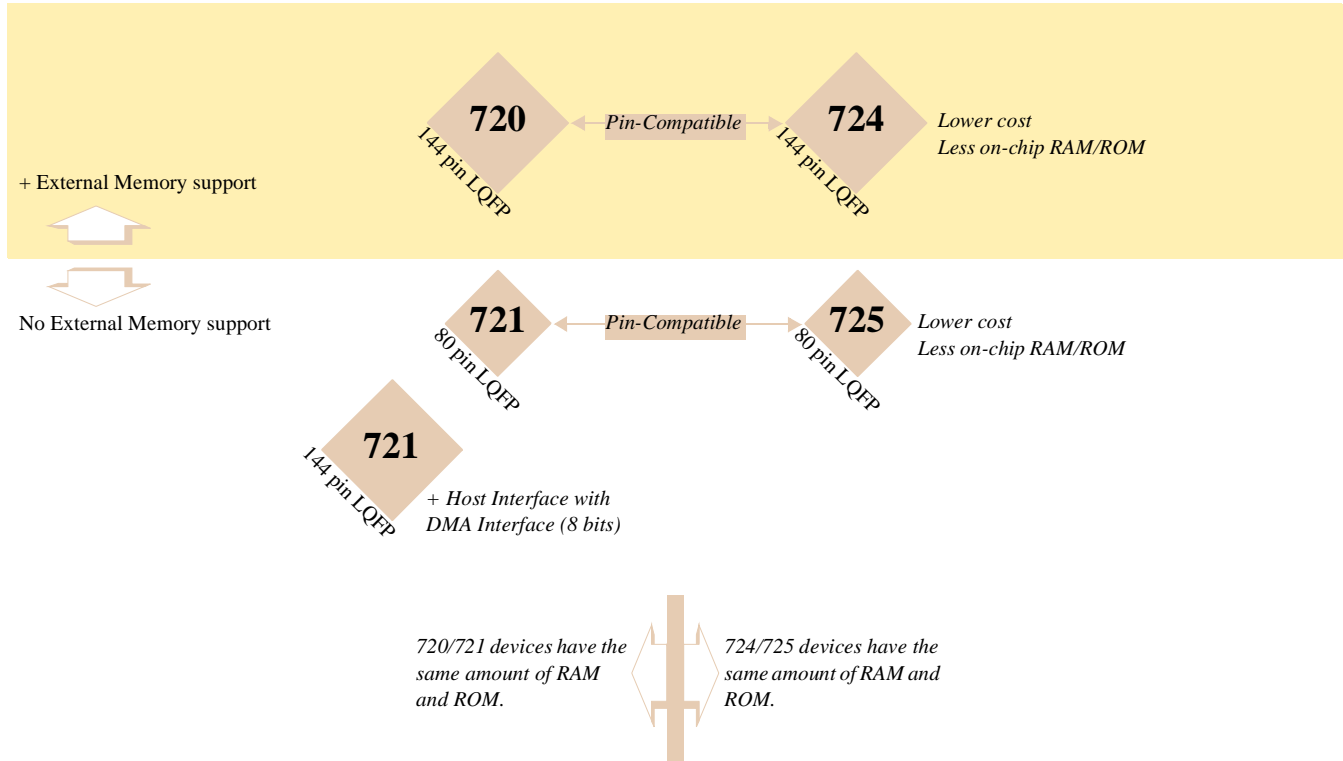 720
144 pin LQFP
Pin-Compatible
724
144 pin LQFP
Lower cost
Less on-chip RAM/ROM
+ External Memory support
No External Memory support
721
80 pin LQFP
Pin-Compatible
725
80 pin LQFP
Lower cost
Less on-chip RAM/ROM
721
144 pin LQFP
+ Host Interface with
DMA Interface (8 bits)
720/721 devices have the
same amount of RAM
and ROM.
724/725 devices have the
same amount of RAM and
ROM.